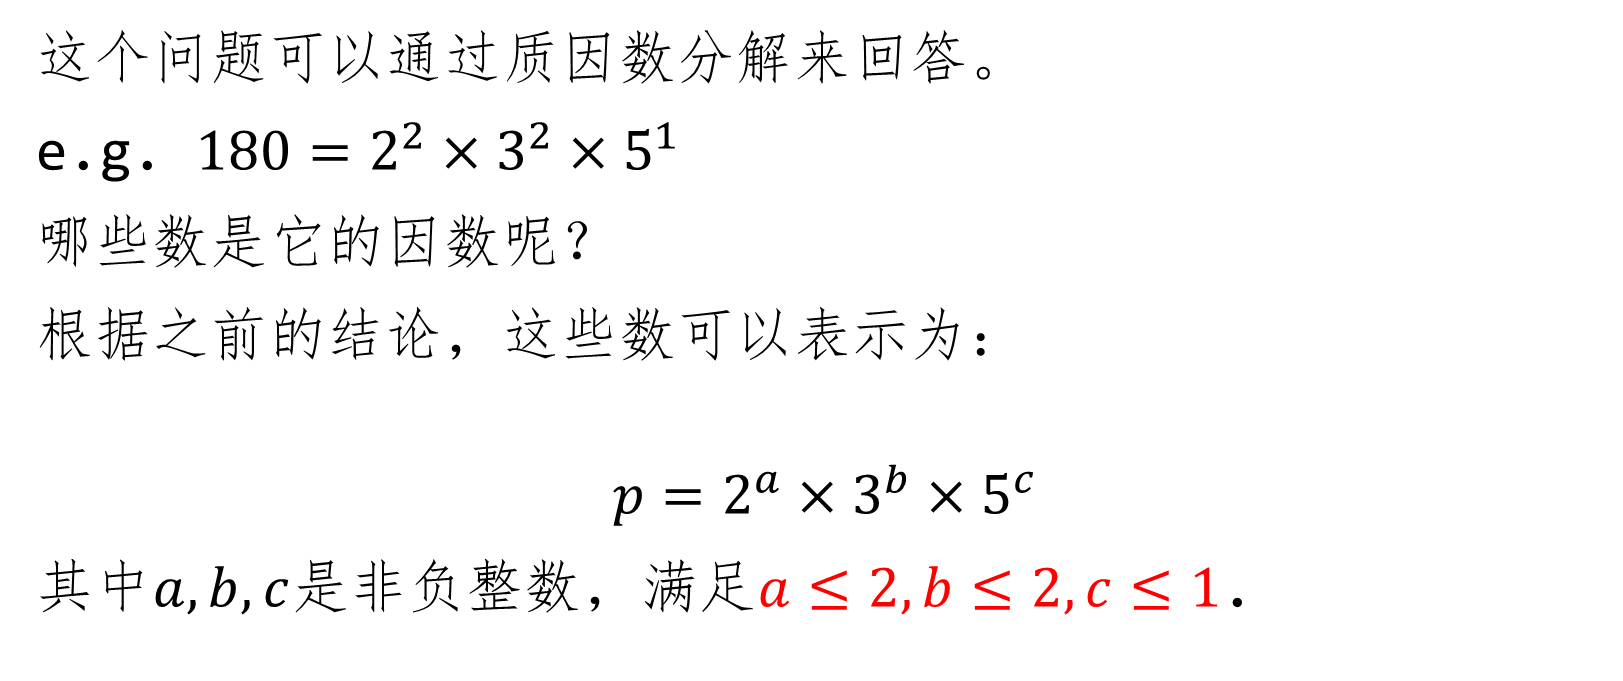 这个问题可以通过质因数分解来回答。
e.g. 180 = 2² × 3² × 5¹
哪些数是它的因数呢？
根据之前的结论，这些数可以表示为：
p = 2ᵃ × 3ᵇ × 5ᶜ
其中a, b, c是非负整数，满足a ≤ 2, b ≤ 2, c ≤ 1.